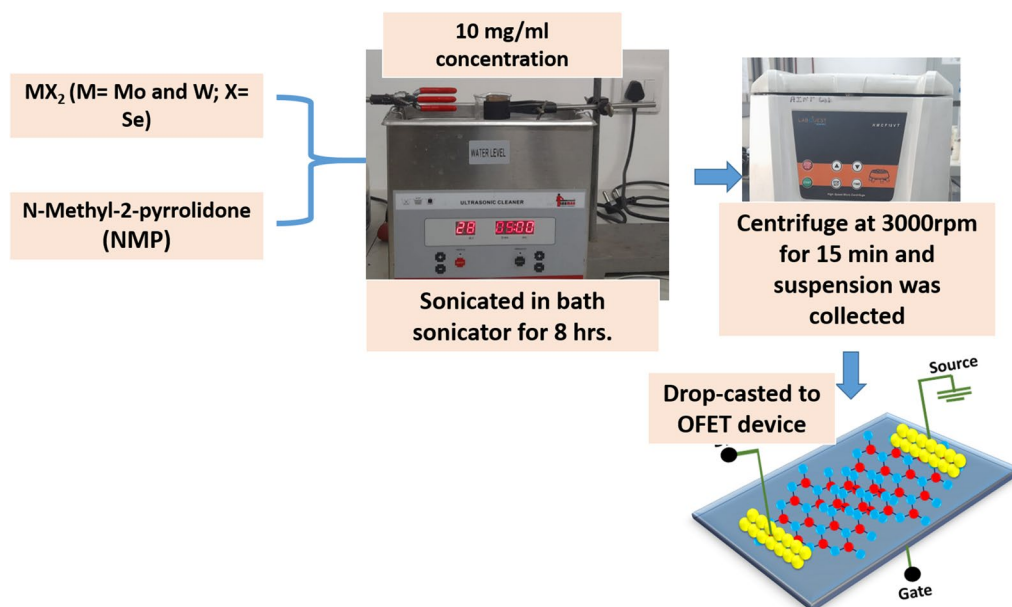 10 mg/ml
concentration
MX₂ (M= Mo and W; X=
Se)
N-Methyl-2-pyrrolidone
(NMP)
WATER LEVEL
ULTRASONIC CLEANER
28
05:00
Sonicated in bath
sonicator for 8 hrs.
Centrifuge at 3000rpm
for 15 min and
suspension was
collected
Drop-casted to
OFET device
Source
Gate